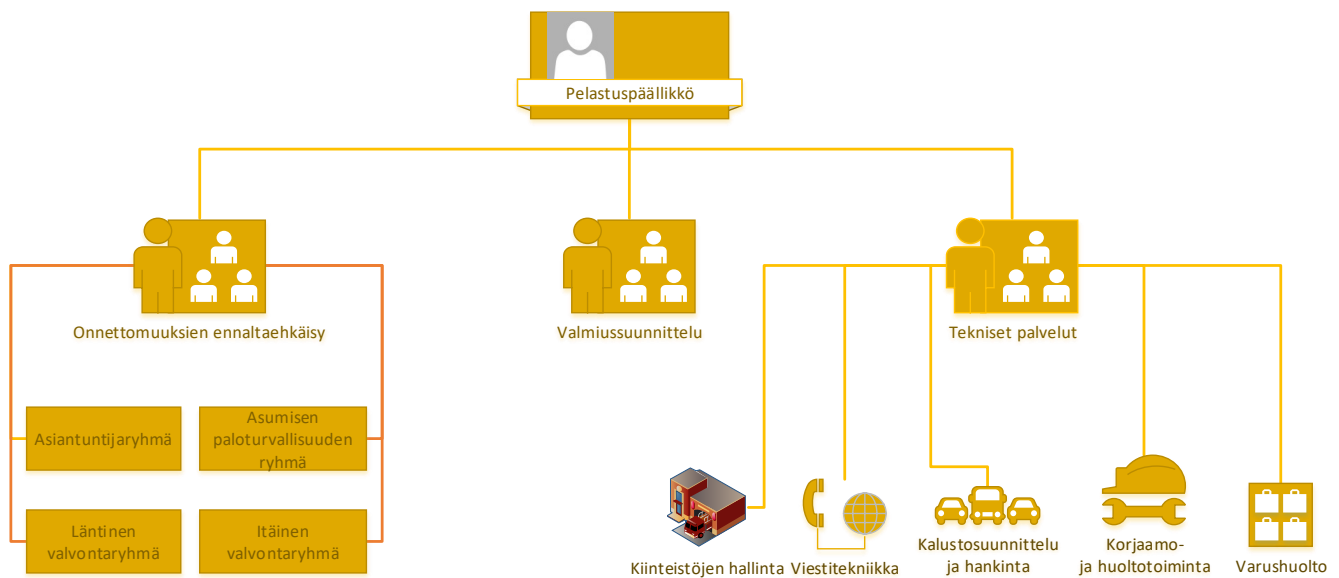 Pelastuspäällikkö
Onnettomuuksien ennaltaehkäisy
Valmiussuunnittelu
Tekniset palvelut
Asiantuntijaryhmä
Asumisen
paloturvallisuuden
ryhmä
Läntinen
valvontaryhmä
Itäinen
valvontaryhmä
Kiinteistöjen hallinta
Viestitekniikka
Kalustosuunnittelu
ja hankinta
Korjaamo-
ja huoltotoiminta
Varushuolto